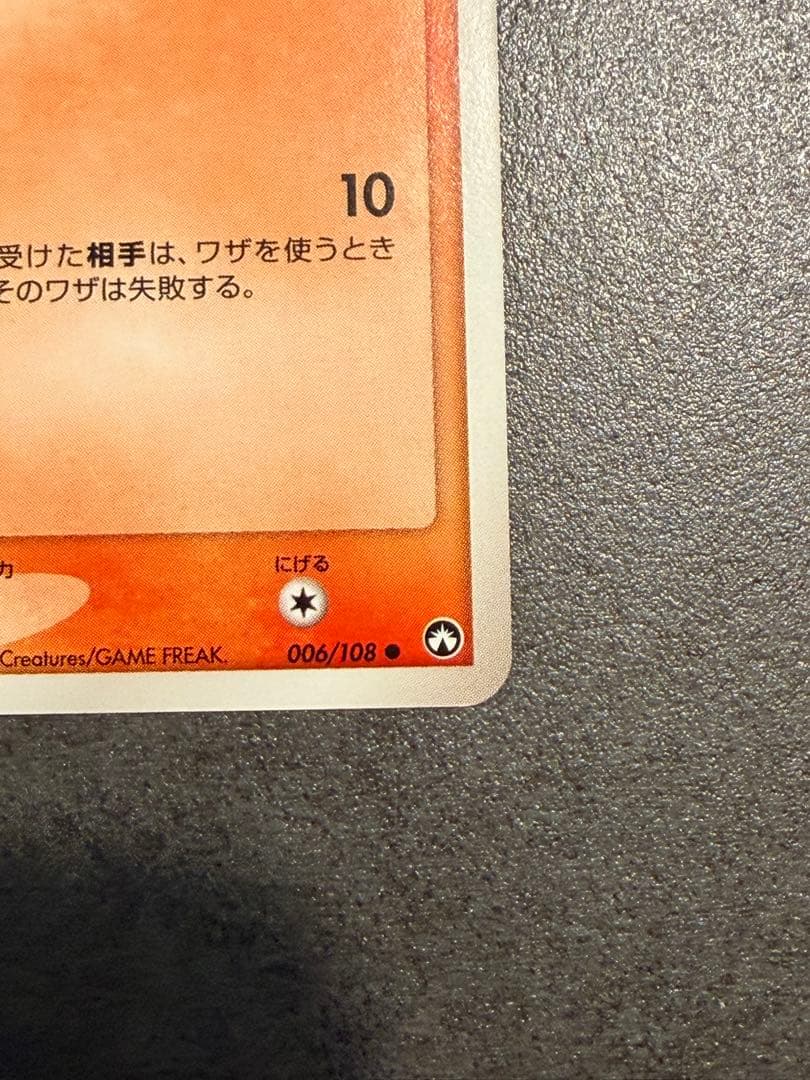 10
受けた相手は、ワザを使うとき
そのワザは失敗する。
力
にげる
Creatures/GAME FREAK.
006/108 ●